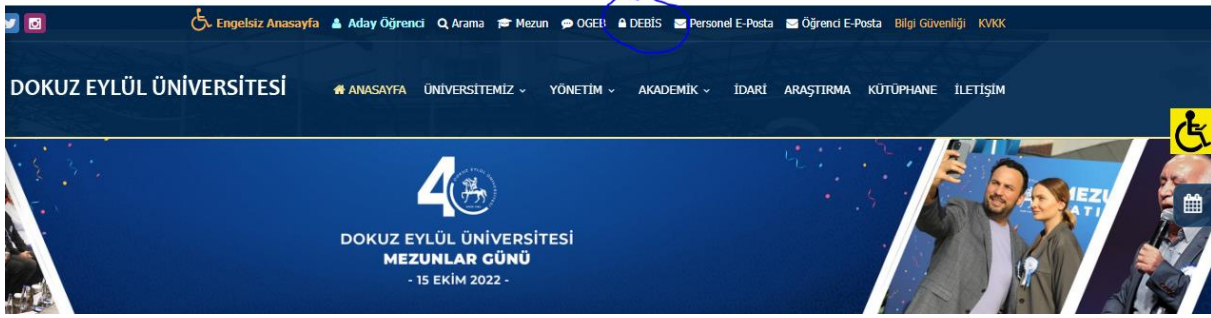 Engelsiz Anasayfa Aday Öğrenci Arama Mezun OGEB DEBİS Personel E-Posta Öğrenci E-Posta Bilgi Güvenliği KVKK
DOKUZ EYLÜL ÜNİVERSİTESİ
ANASAYFA ÜNİVERSİTEMİZ YÖNETİM AKADEMİK İDARİ ARAŞTIRMA KÜTÜPHANE İLETİŞİM
40
DOKUZ EYLÜL ÜNİVERSİTESİ
MEZUNLAR GÜNÜ
- 15 EKİM 2022 -